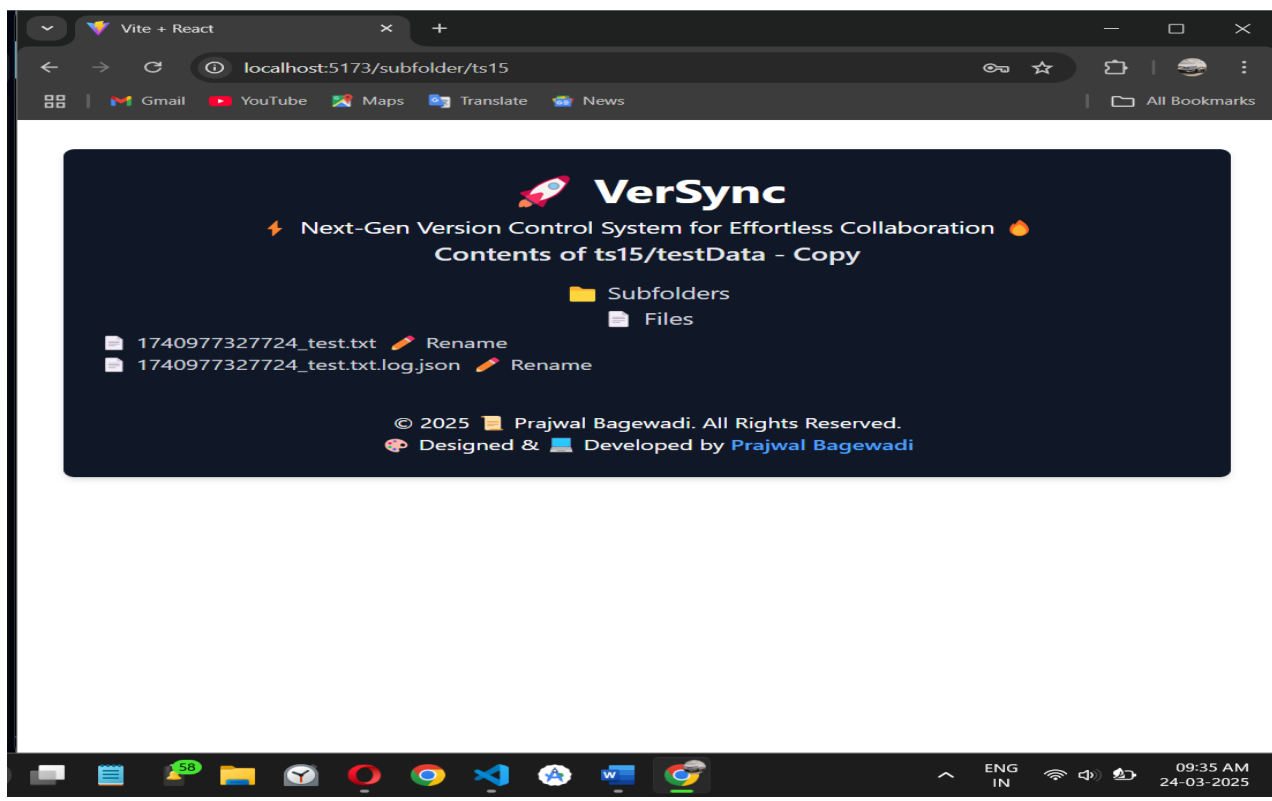 Vite + React
localhost:5173/subfolder/ts15
Gmail YouTube Maps Translate News All Bookmarks
🚀 VerSync
⚡ Next-Gen Version Control System for Effortless Collaboration 🔥
Contents of ts15/testData - Copy
📁 Subfolders
📄 Files
📄 1740977327724_test.txt ✏️ Rename
📄 1740977327724_test.txt.log.json ✏️ Rename
© 2025 📜 Prajwal Bagewadi. All Rights Reserved.
🎨 Designed & 💻 Developed by Prajwal Bagewadi
58
ENG 09:35 AM
IN 24-03-2025